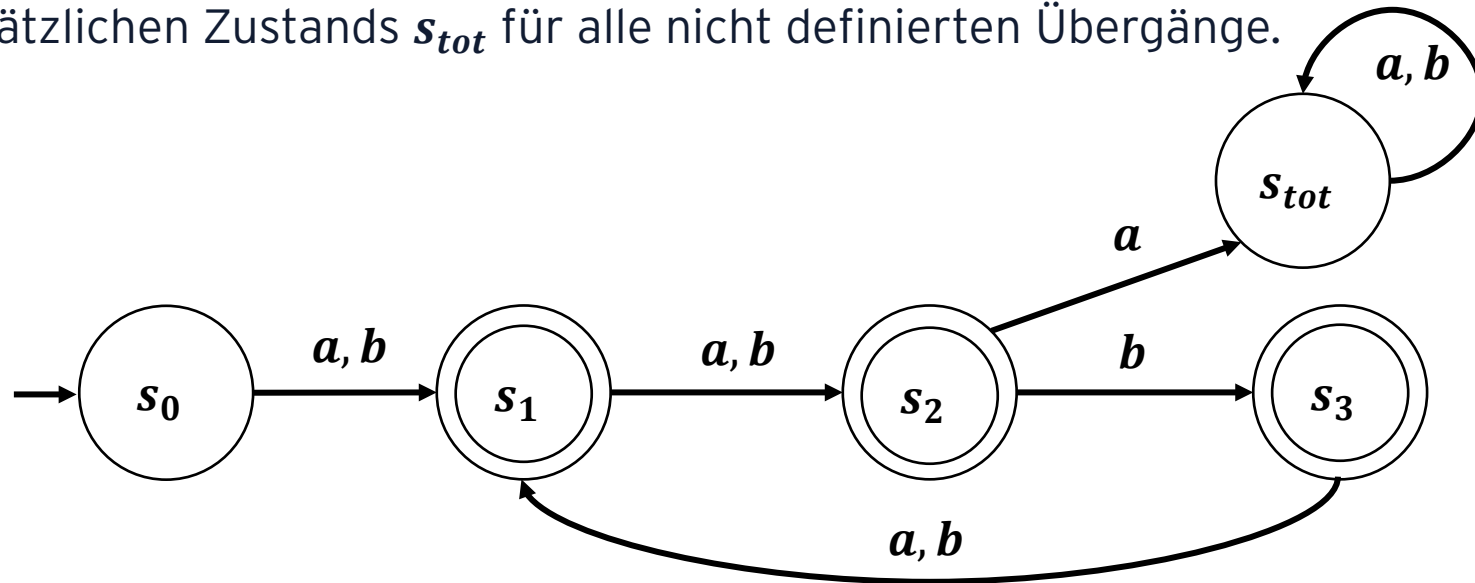 ätzlichen Zustands s_tot für alle nicht definierten Übergänge.
a, b
s_tot
a
a, b
a, b
b
s_0
s_1
s_2
s_3
a, b